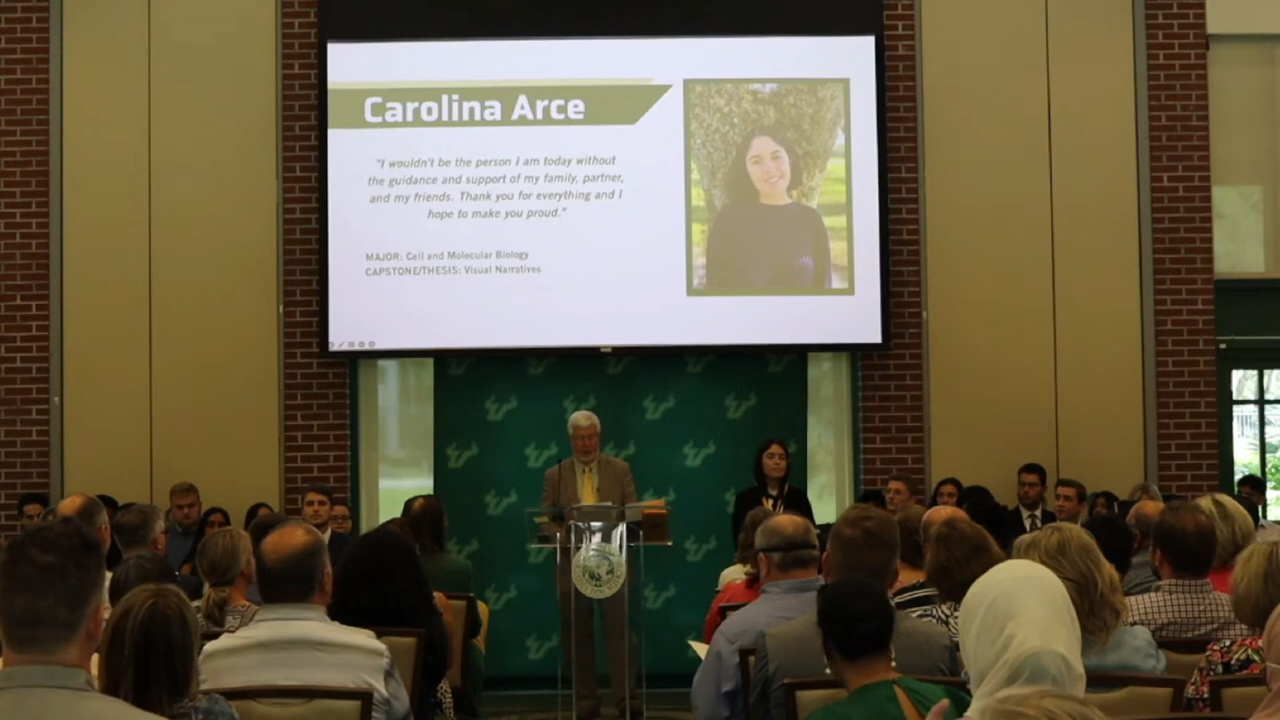 Carolina Arce
"I wouldn't be the person I am today without
the guidance and support of my family, partner,
and my friends. Thank you for everything and I
hope to make you proud."
MAJOR: Cell and Molecular Biology
CAPSTONE/THESIS: Visual Narratives